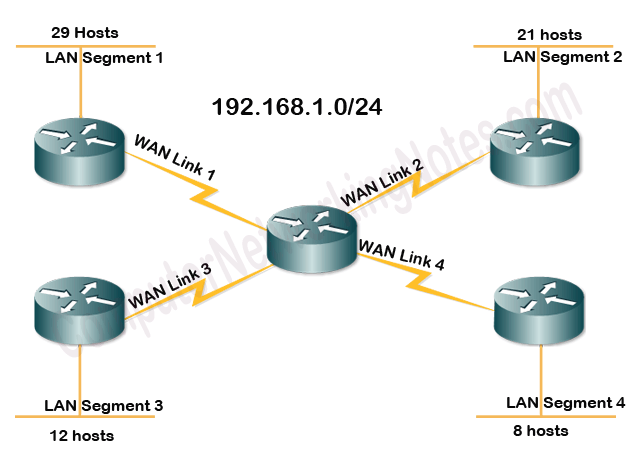 29 Hosts
LAN Segment 1
21 hosts
LAN Segment 2
192.168.1.0/24
WAN Link 1
WAN Link 2
WAN Link 3
WAN Link 4
LAN Segment 3
12 hosts
LAN Segment 4
8 hosts
ComputerNetworkingNotes.com